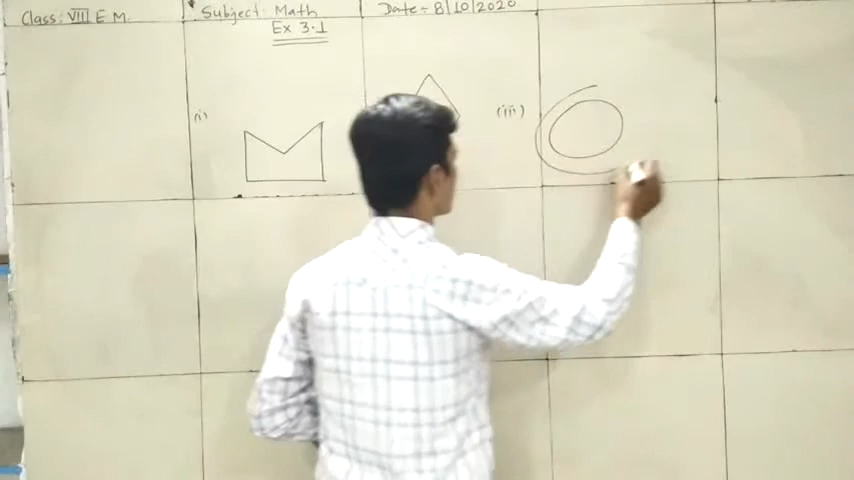 Class: VIII E M.
Subject: Math
Date:- 8/10/2020
Ex 3.1
(i)
(iii)